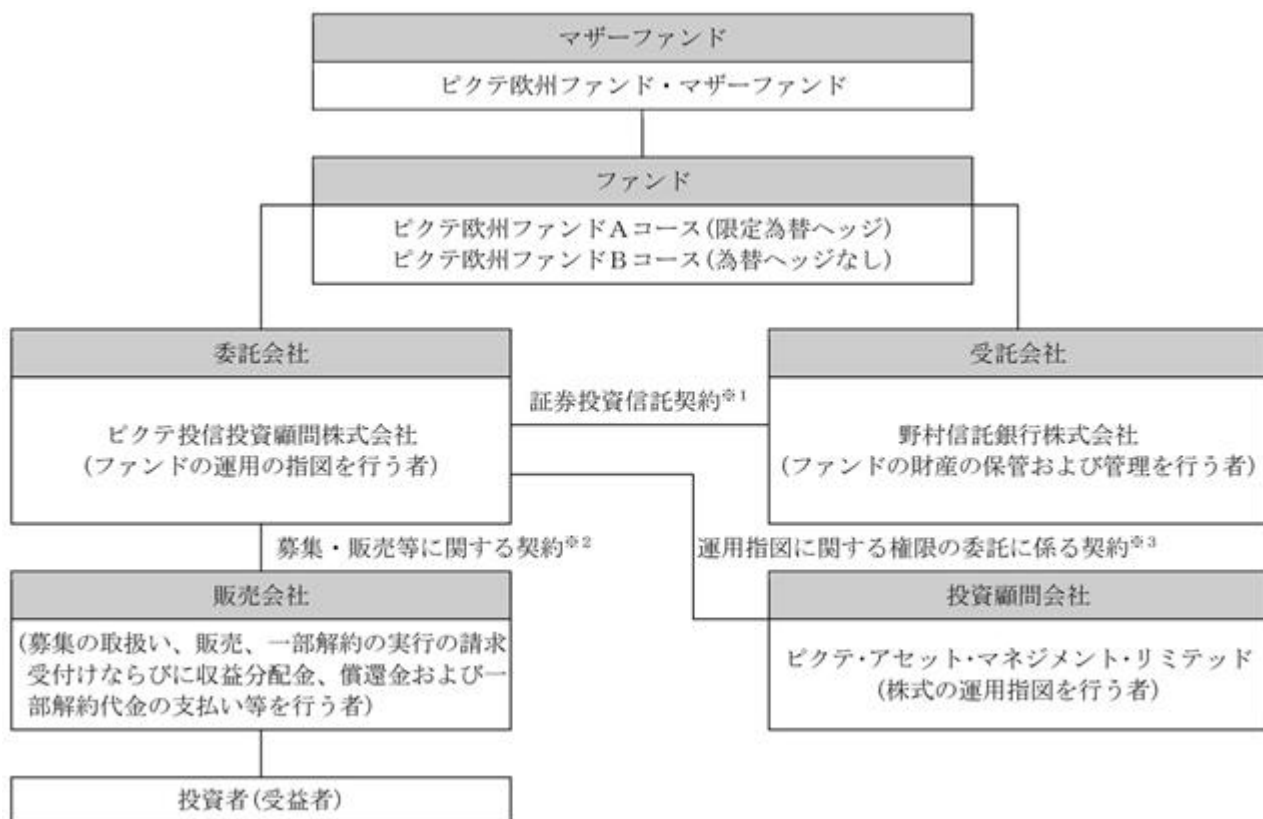 マザーファンド
ピクテ欧州ファンド・マザーファンド
ファンド
ピクテ欧州ファンドAコース(限定為替ヘッジ)
ピクテ欧州ファンドBコース(為替ヘッジなし)
委託会社
ピクテ投信投資顧問株式会社
(ファンドの運用の指図を行う者)
証券投資信託契約※1
受託会社
野村信託銀行株式会社
(ファンドの財産の保管および管理を行う者)
募集・販売等に関する契約※2
運用指図に関する権限の委託に係る契約※3
販売会社
(募集の取扱い、販売、一部解約の実行の請求
受付けならびに収益分配金、償還金および一
部解約代金の支払い等を行う者)
投資顧問会社
ピクテ・アセット・マネジメント・リミテッド
(株式の運用指図を行う者)
投資者(受益者)